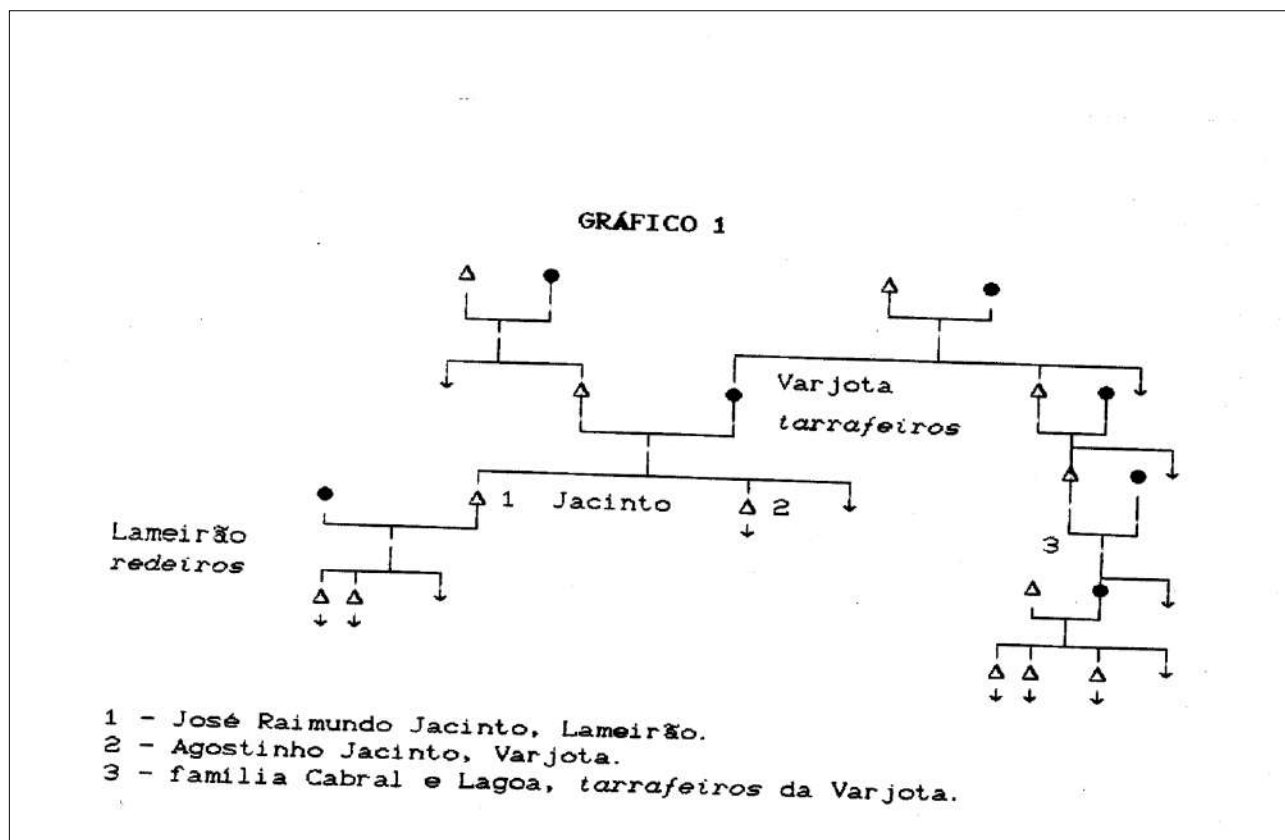 GRÁFICO 1
Varjota
tarrafeiros
1 Jacinto 2
Lameirão
redeiros
3
1 - José Raimundo Jacinto, Lameirão.
2 - Agostinho Jacinto, Varjota.
3 - família Cabral e Lagoa, tarrafeiros da Varjota.